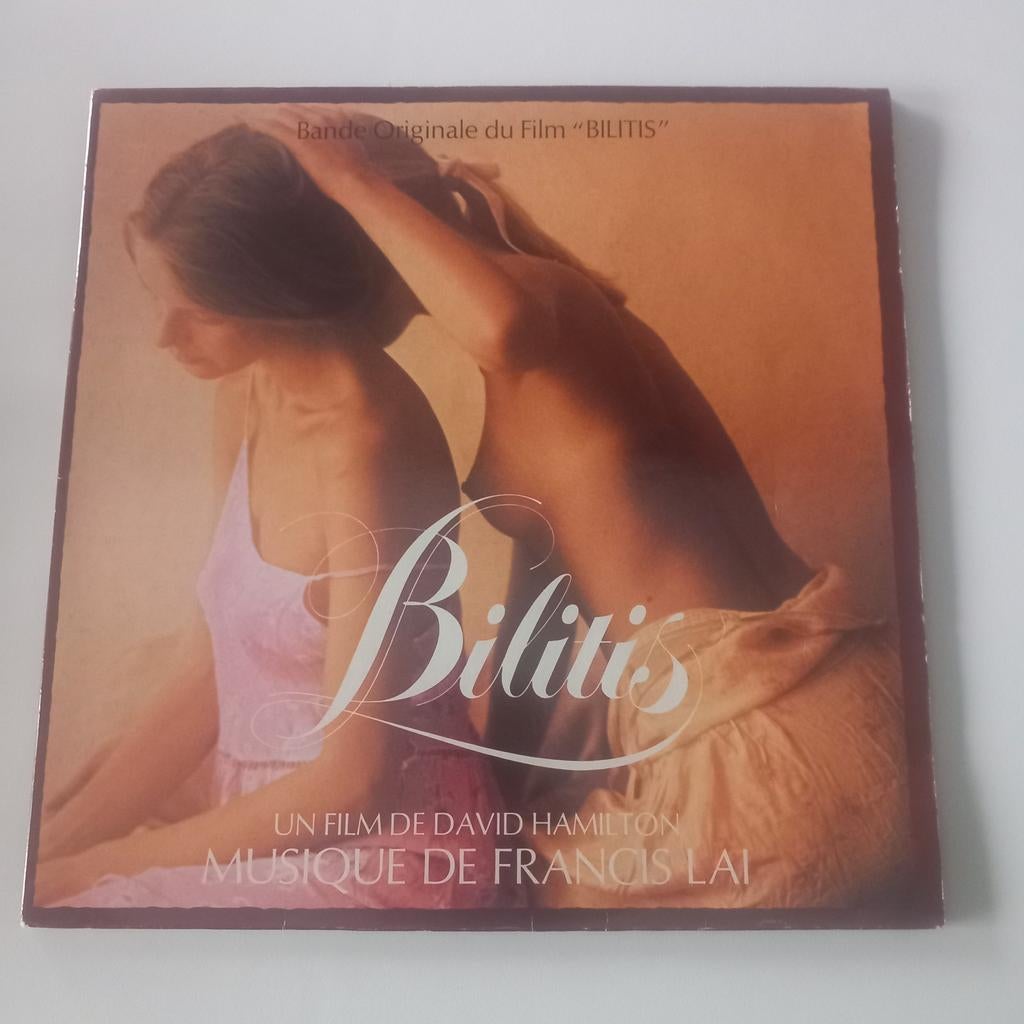 Bande Originale du Film “BILITIS”
Bilitis
UN FILM DE DAVID HAMILTON
MUSIQUE DE FRANCIS LAI